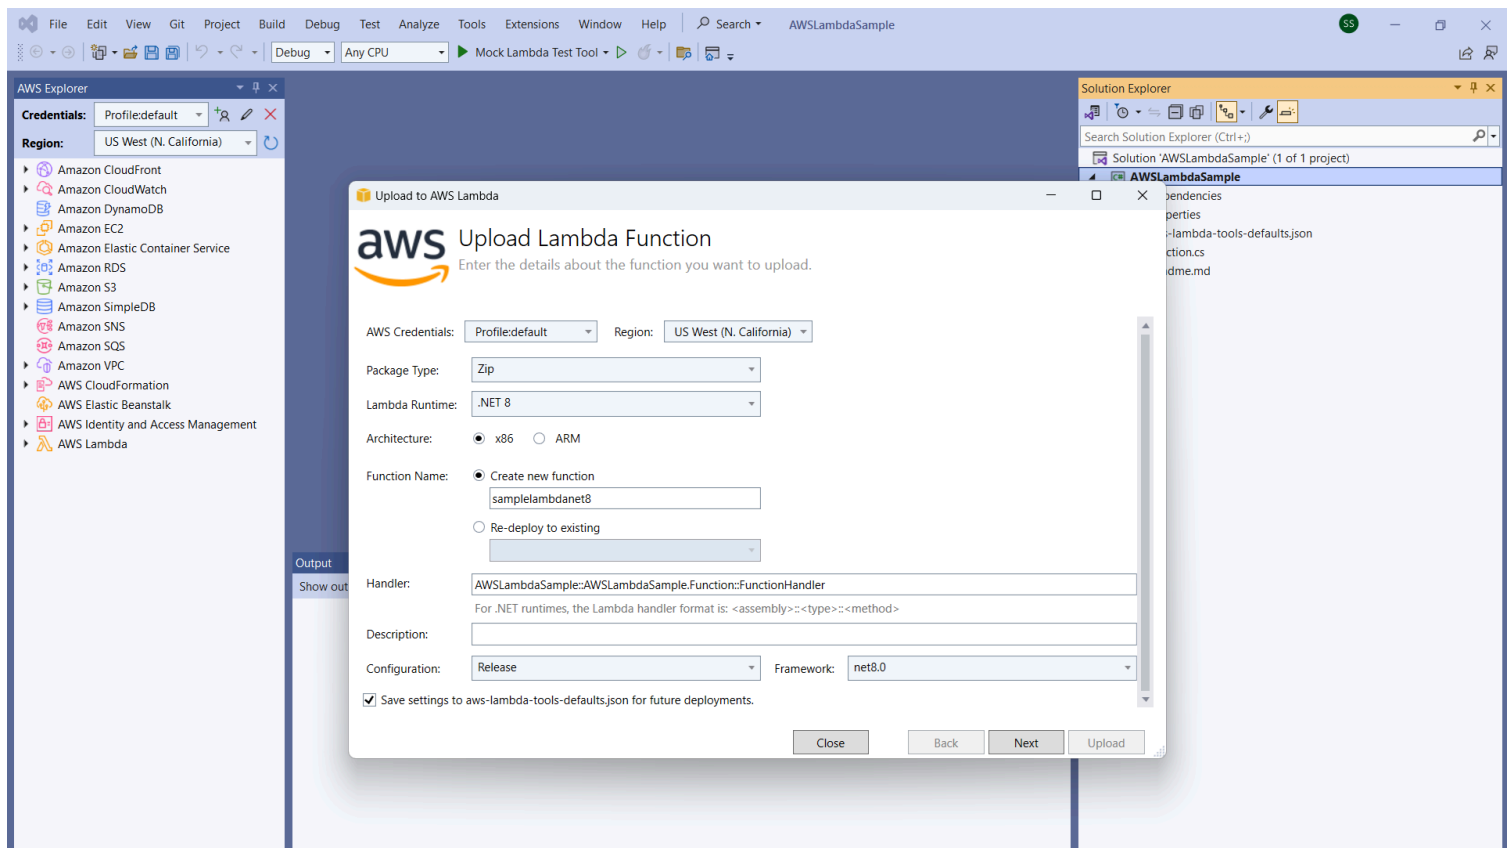 File Edit View Git Project Build Debug Test Analyze Tools Extensions Window Help Search AWSLambdaSample SS
Debug Any CPU Mock Lambda Test Tool
AWS Explorer
Credentials: Profile:default
Region: US West (N. California)
Amazon CloudFront
Amazon CloudWatch
Amazon DynamoDB
Amazon EC2
Amazon Elastic Container Service
Amazon RDS
Amazon S3
Amazon SimpleDB
Amazon SNS
Amazon SQS
Amazon VPC
AWS CloudFormation
AWS Elastic Beanstalk
AWS Identity and Access Management
AWS Lambda
Output
Show out
Upload to AWS Lambda
aws
Upload Lambda Function
Enter the details about the function you want to upload.
AWS Credentials: Profile:default Region: US West (N. California)
Package Type: Zip
Lambda Runtime: .NET 8
Architecture: x86 ARM
Function Name: Create new function
samplelambdanet8
Re-deploy to existing
Handler: AWSLambdaSample::AWSLambdaSample.Function::FunctionHandler
For .NET runtimes, the Lambda handler format is: <assembly>::<type>::<method>
Description:
Configuration: Release Framework: net8.0
Save settings to aws-lambda-tools-defaults.json for future deployments.
Close Back Next Upload
Solution Explorer
Search Solution Explorer (Ctrl+;)
Solution 'AWSLambdaSample' (1 of 1 project)
AWSLambdaSample
pendencies
perties
s-lambda-tools-defaults.json
ction.cs
dme.md